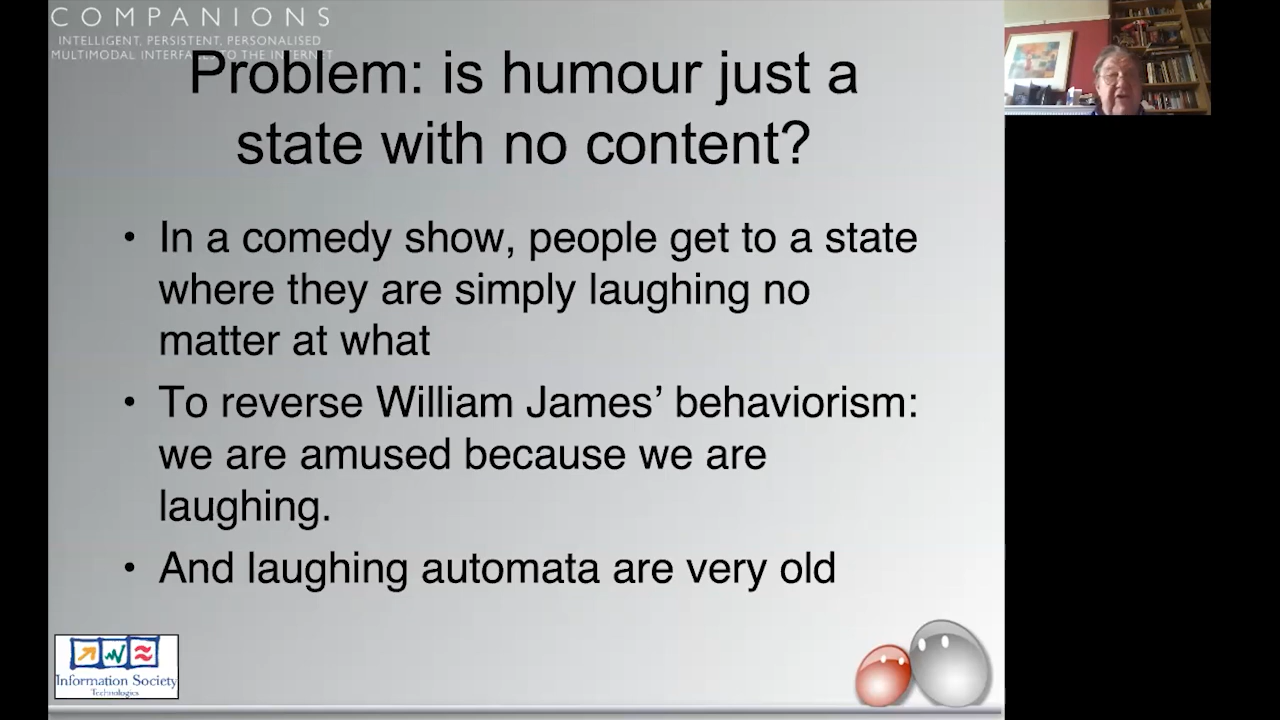 COMPANIONS
INTELLIGENT, PERSISTENT, PERSONALISED
MULTIMODAL INTERFACES TO THE INTERNET
Problem: is humour just a
state with no content?
• In a comedy show, people get to a state
where they are simply laughing no
matter at what
• To reverse William James’ behaviorism:
we are amused because we are
laughing.
• And laughing automata are very old
Information Society
Technologies